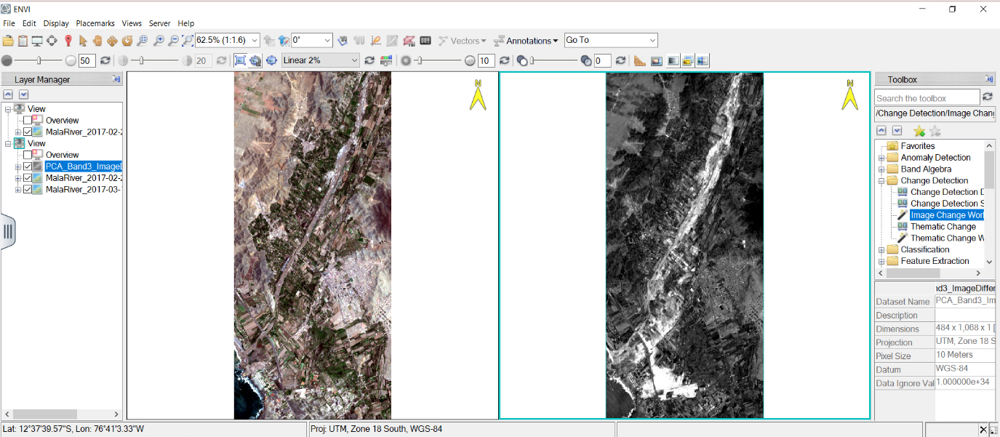 ENVI
File Edit Display Placemarks Views Server Help
62.5% (1:1.6) 0° Vectors Annotations Go To
50 20 Linear 2% 10 0
Layer Manager
View
Overview
MalaRiver_2017-02-2
View
Overview
PCA_Band3_ImageD
MalaRiver_2017-02-2
MalaRiver_2017-03-
N
N
Toolbox
Search the toolbox
/Change Detection/Image Chang
Favorites
Anomaly Detection
Band Algebra
Change Detection
Change Detection D
Change Detection S
Image Change Work
Thematic Change
Thematic Change W
Classification
Feature Extraction
nd3_ImageDiffer
Dataset Name PCA_Band3_Im
Description
Dimensions 484 x 1,068 x 1 [
Projection UTM, Zone 18 S
Pixel Size 10 Meters
Datum WGS-84
Data Ignore Val 1.000000e+34
Lat: 12°37'39.57"S, Lon: 76°41'3.33"W
Proj: UTM, Zone 18 South, WGS-84